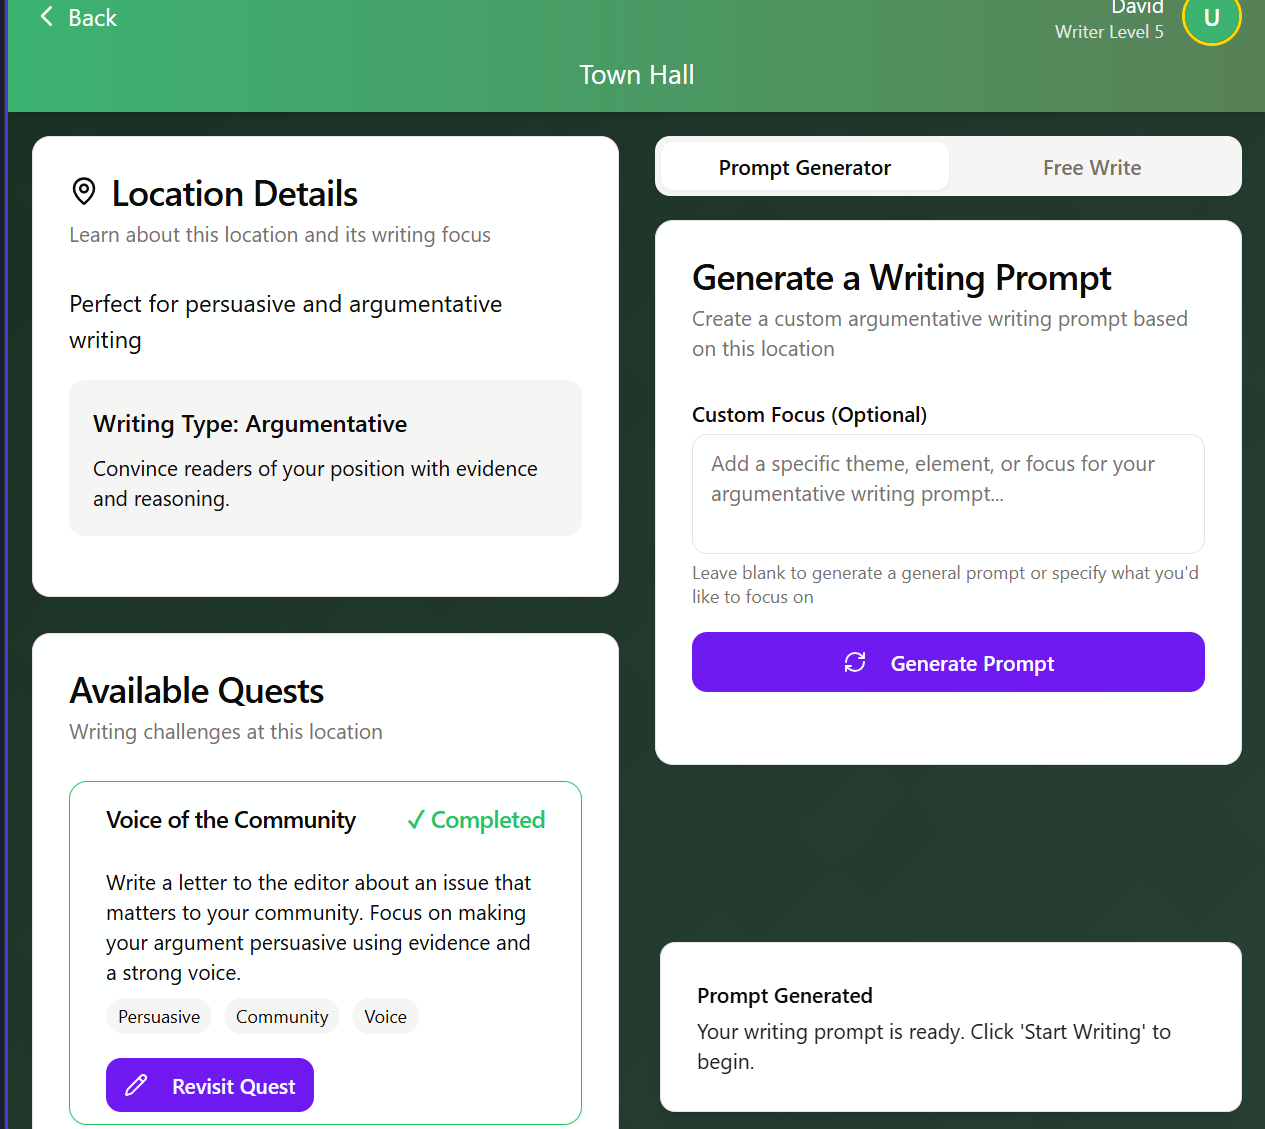 Back
David
Writer Level 5
U
Town Hall
Location Details
Learn about this location and its writing focus
Perfect for persuasive and argumentative
writing
Writing Type: Argumentative
Convince readers of your position with evidence
and reasoning.
Available Quests
Writing challenges at this location
Voice of the Community
✓ Completed
Write a letter to the editor about an issue that
matters to your community. Focus on making
your argument persuasive using evidence and
a strong voice.
Persuasive
Community
Voice
Revisit Quest
Prompt Generator
Free Write
Generate a Writing Prompt
Create a custom argumentative writing prompt based
on this location
Custom Focus (Optional)
Add a specific theme, element, or focus for your
argumentative writing prompt...
Leave blank to generate a general prompt or specify what you'd
like to focus on
Generate Prompt
Prompt Generated
Your writing prompt is ready. Click 'Start Writing' to
begin.